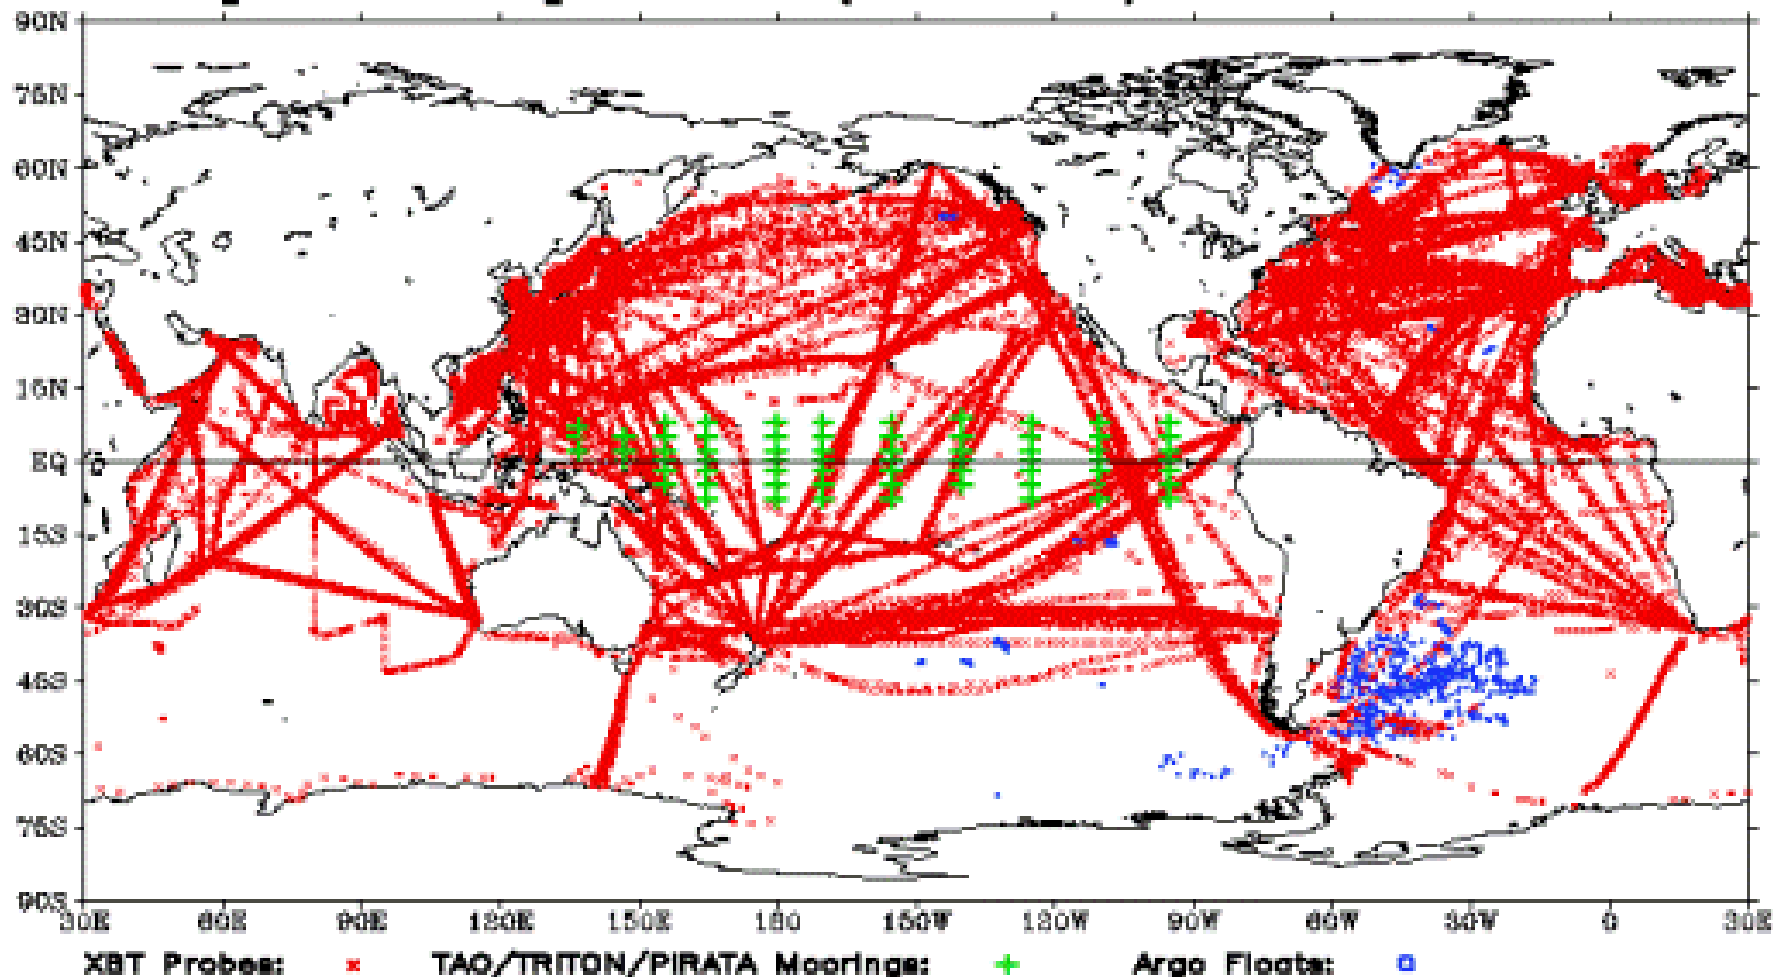 90N
75N
60N
45N
30N
15N
EQ
15S
30S
45S
60S
75S
90S
30E 60E 90E 120E 150E 180 150W 120W 90W 60W 30W 0 30E
XBT Probes: × TAO/TRITON/PIRATA Moorings: + Argo Floats: □